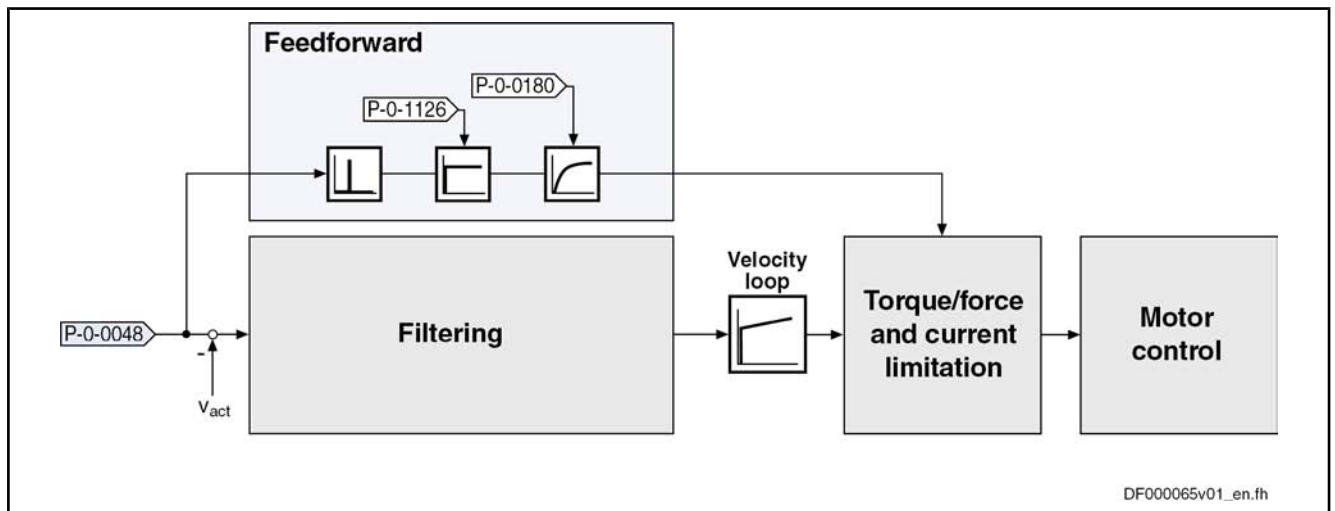 Feedforward
P-0-0180
P-0-1126
Velocity
loop
P-0-0048
-
Filtering
Torque/force
and current
limitation
Motor
control
vact
DF000065v01_en.fh